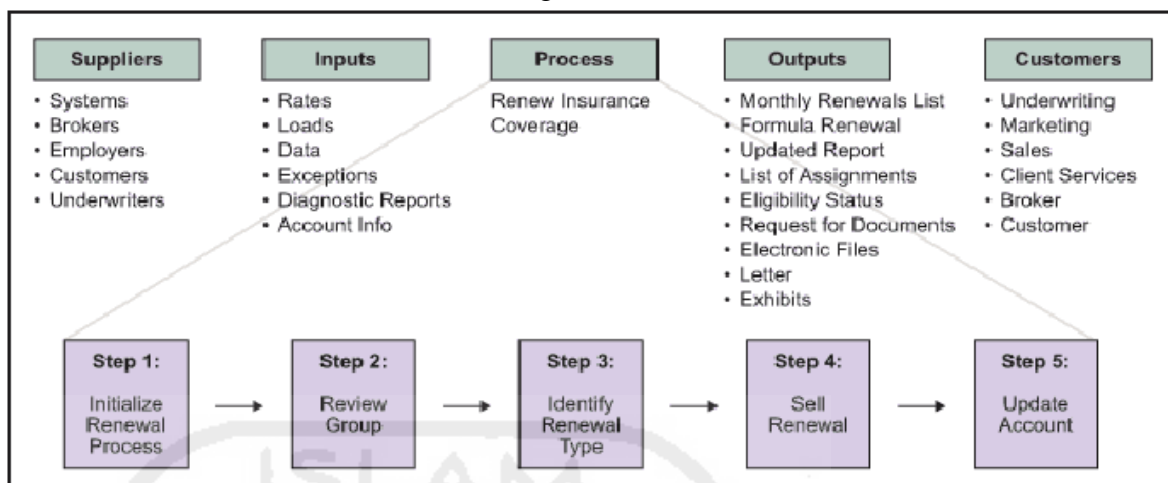 Suppliers
• Systems
• Brokers
• Employers
• Customers
• Underwriters
Inputs
• Rates
• Loads
• Data
• Exceptions
• Diagnostic Reports
• Account Info
Process
Renew Insurance
Coverage
Outputs
• Monthly Renewals List
• Formula Renewal
• Updated Report
• List of Assignments
• Eligibility Status
• Request for Documents
• Electronic Files
• Letter
• Exhibits
Customers
• Underwriting
• Marketing
• Sales
• Client Services
• Broker
• Customer
Step 1:
Initialize
Renewal
Process
Step 2:
Review
Group
Step 3:
Identify
Renewal
Type
Step 4:
Sell
Renewal
Step 5:
Update
Account
ISLAM